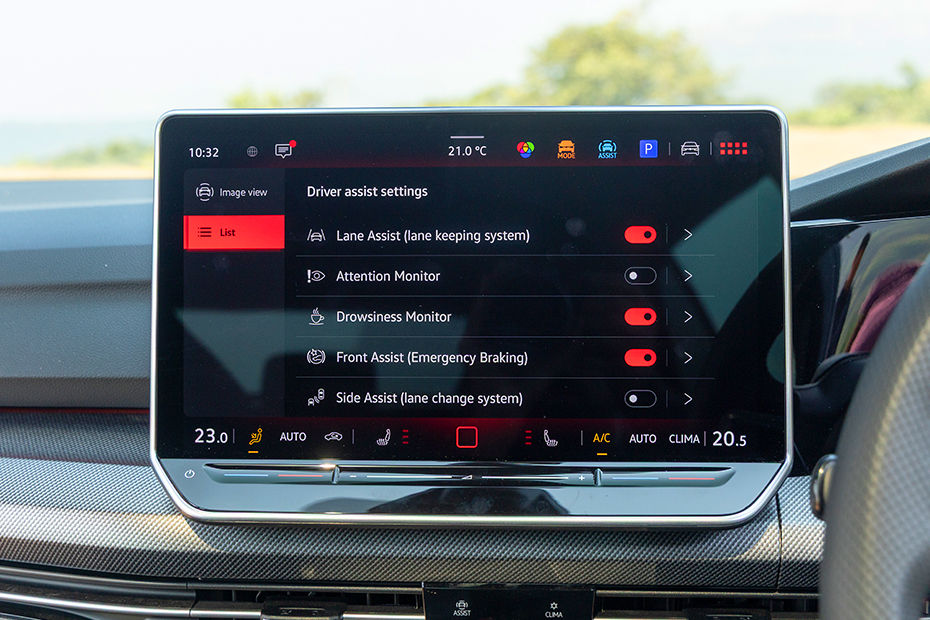 10:32
21.0 °C
MODE
ASSIST
P
Image view
Driver assist settings
List
Lane Assist (lane keeping system)
Attention Monitor
Drowsiness Monitor
Front Assist (Emergency Braking)
Side Assist (lane change system)
23.0
AUTO
A/C
AUTO
CLIMA
20.5
- +
ASSIST
CLIMA